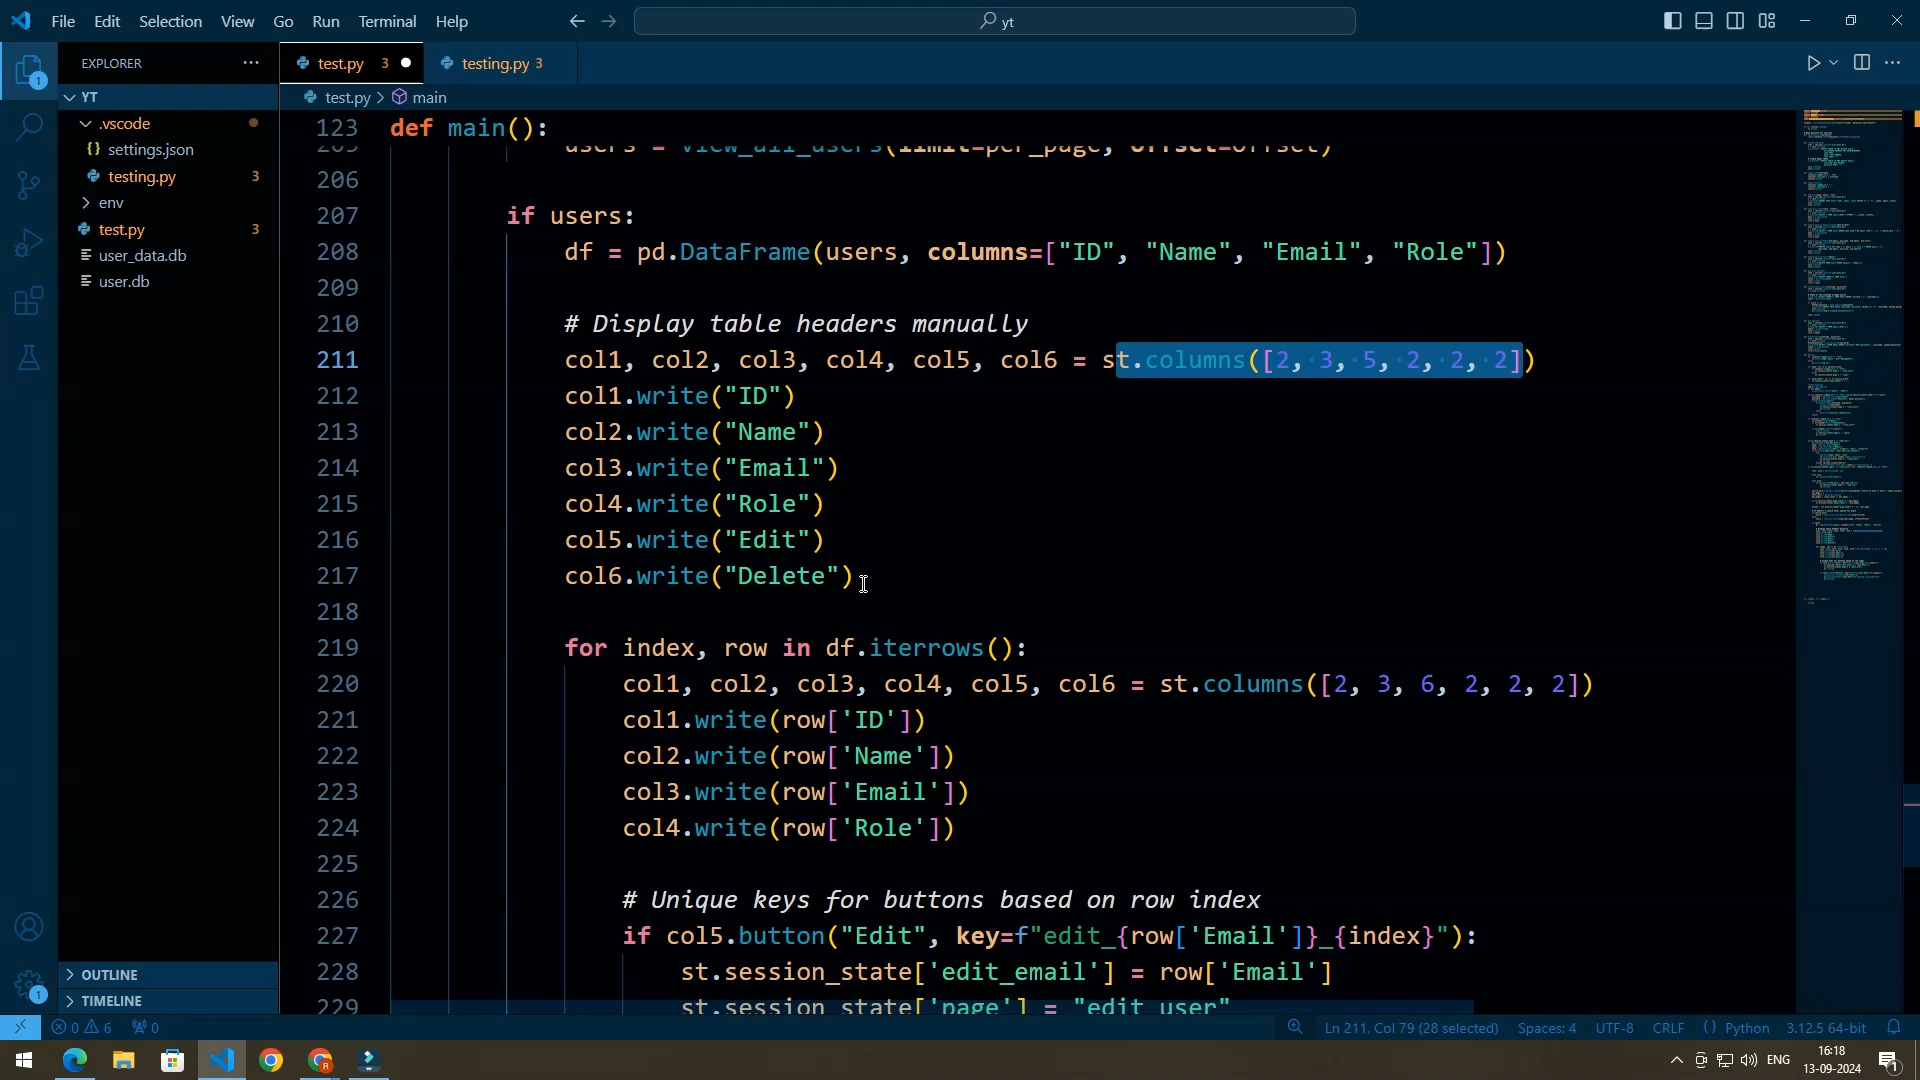 File Edit Selection View Go Run Terminal Help
yt
EXPLORER
test.py 3
testing.py 3
YT
test.py > main
.vscode
settings.json
testing.py 3
env
test.py 3
user_data.db
user.db
123 def main():
205 users = view_all_users(limit=per_page, offset=offset)
206
207 if users:
208 df = pd.DataFrame(users, columns=["ID", "Name", "Email", "Role"])
209
210 # Display table headers manually
211 col1, col2, col3, col4, col5, col6 = st.columns([2, 3, 5, 2, 2, 2])
212 col1.write("ID")
213 col2.write("Name")
214 col3.write("Email")
215 col4.write("Role")
216 col5.write("Edit")
217 col6.write("Delete")
218
219 for index, row in df.iterrows():
220 col1, col2, col3, col4, col5, col6 = st.columns([2, 3, 6, 2, 2, 2])
221 col1.write(row['ID'])
222 col2.write(row['Name'])
223 col3.write(row['Email'])
224 col4.write(row['Role'])
225
226 # Unique keys for buttons based on row index
227 if col5.button("Edit", key=f"edit_{row['Email']}_{index}"):
228 st.session_state['edit_email'] = row['Email']
229 st.session_state['page'] = "edit_user"
OUTLINE
TIMELINE
1
1
0 6 0
Ln 211, Col 79 (28 selected) Spaces: 4 UTF-8 CRLF {} Python 3.12.5 64-bit
ENG
16:18
13-09-2024
1